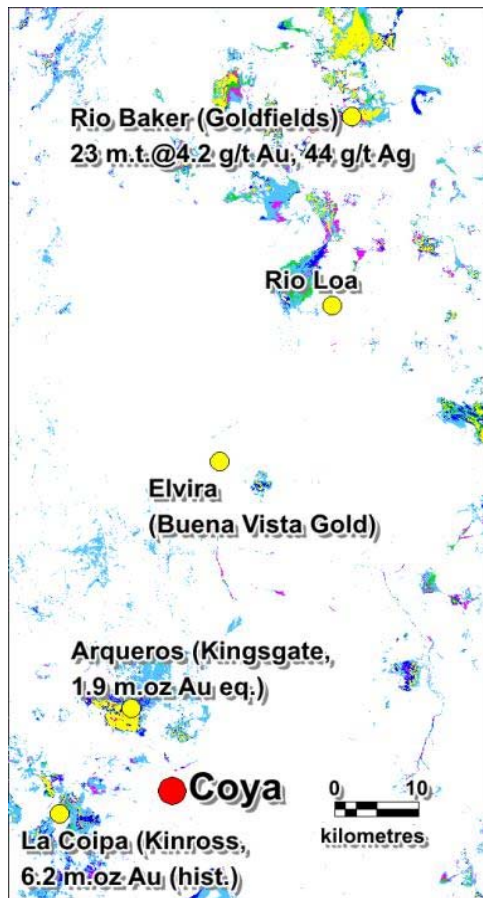 Rio Baker (Goldfields)
23 m.t.@4.2 g/t Au, 44 g/t Ag
Rio Loa
Elvira
(Buena Vista Gold)
Arqueros (Kingsgate,
1.9 m.oz Au eq.)
Coya
0 10
kilometres
La Coipa (Kinross,
6.2 m.oz Au (hist.)